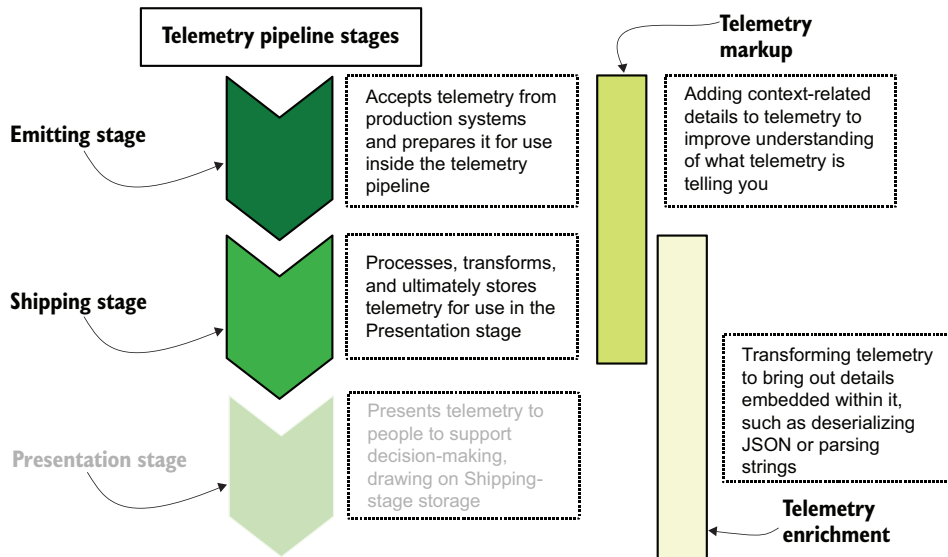 Telemetry pipeline stages
Telemetry
markup
Emitting stage
Accepts telemetry from
production systems
and prepares it for use
inside the telemetry
pipeline
Adding context-related
details to telemetry to
improve understanding
of what telemetry is
telling you
Shipping stage
Processes, transforms,
and ultimately stores
telemetry for use in the
Presentation stage
Transforming telemetry
to bring out details
embedded within it,
such as deserializing
JSON or parsing
strings
Presentation stage
Presents telemetry to
people to support
decision-making,
drawing on Shipping-
stage storage
Telemetry
enrichment